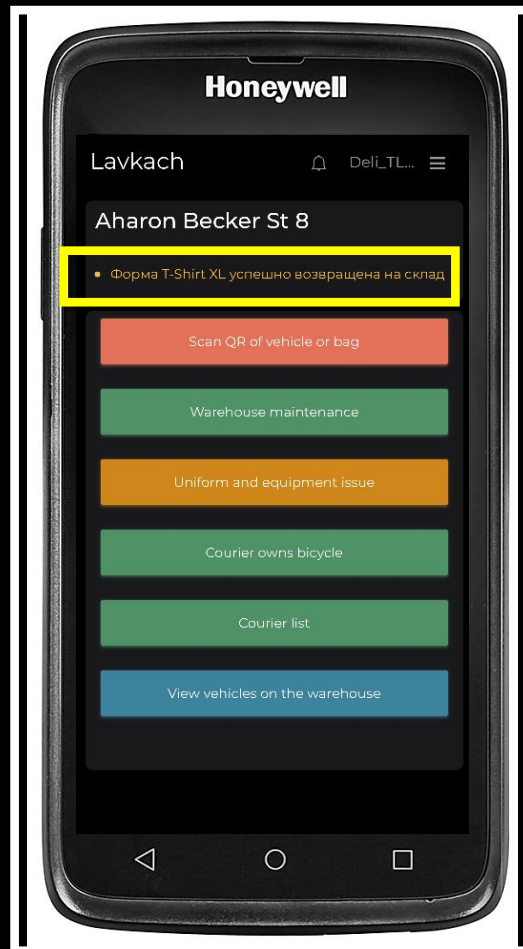 Honeywell
Lavkach
Deli_TL...
Aharon Becker St 8
Форма T-Shirt XL успешно возвращена на склад
Scan QR of vehicle or bag
Warehouse maintenance
Uniform and equipment issue
Courier owns bicycle
Courier list
View vehicles on the warehouse